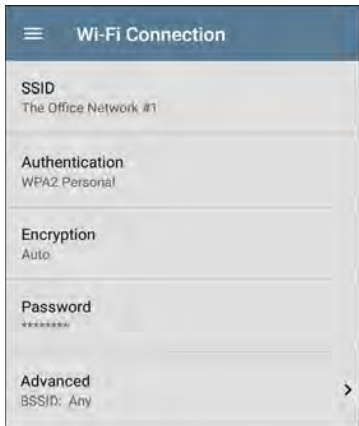 Wi-Fi Connection
SSID
The Office Network #1
Authentication
WPA2 Personal
Encryption
Auto
Password
********
Advanced
BSSID: Any